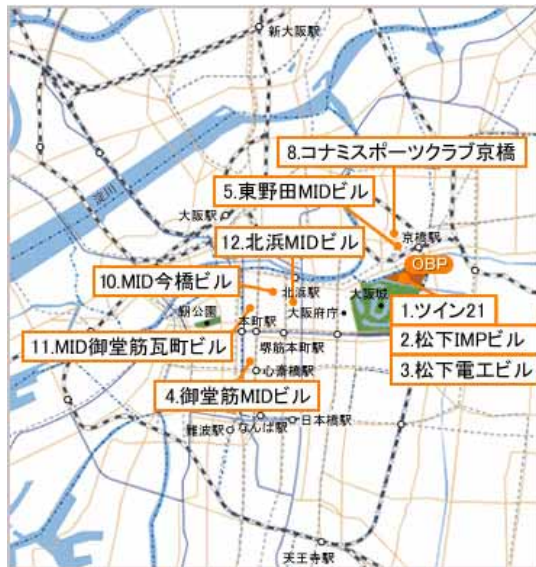 新大阪駅
8.コナミスポーツクラブ京橋
淀川
5.東野田MIDビル
大阪駅
12.北浜MIDビル
京橋駅
OBP
10.MID今橋ビル
北浜駅
大阪城
靭公園
大阪府庁
1.ツイン21
本町駅
11.MID御堂筋瓦町ビル
堺筋本町駅
2.松下IMPビル
心斎橋駅
3.松下電工ビル
4.御堂筋MIDビル
日本橋駅
難波駅
なんば駅
天王寺駅